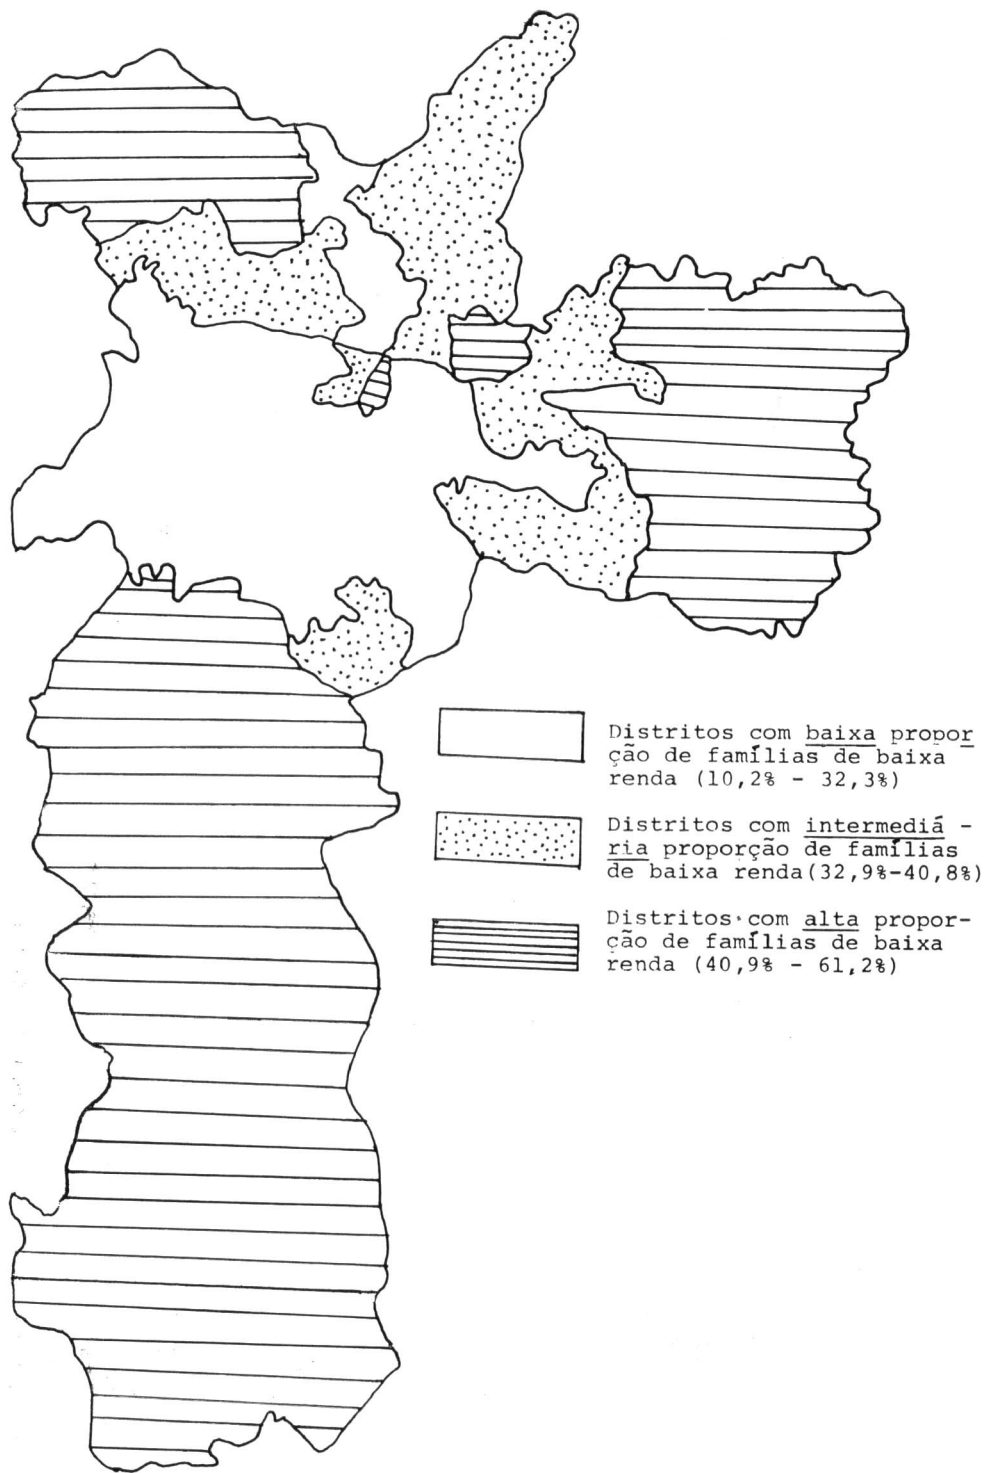 Distritos com baixa propor
ção de famílias de baixa
renda (10,2% - 32,3%)
Distritos com intermediá -
ria proporção de famílias
de baixa renda(32,9%-40,8%)
Distritos com alta propor-
ção de famílias de baixa
renda (40,9% - 61,2%)